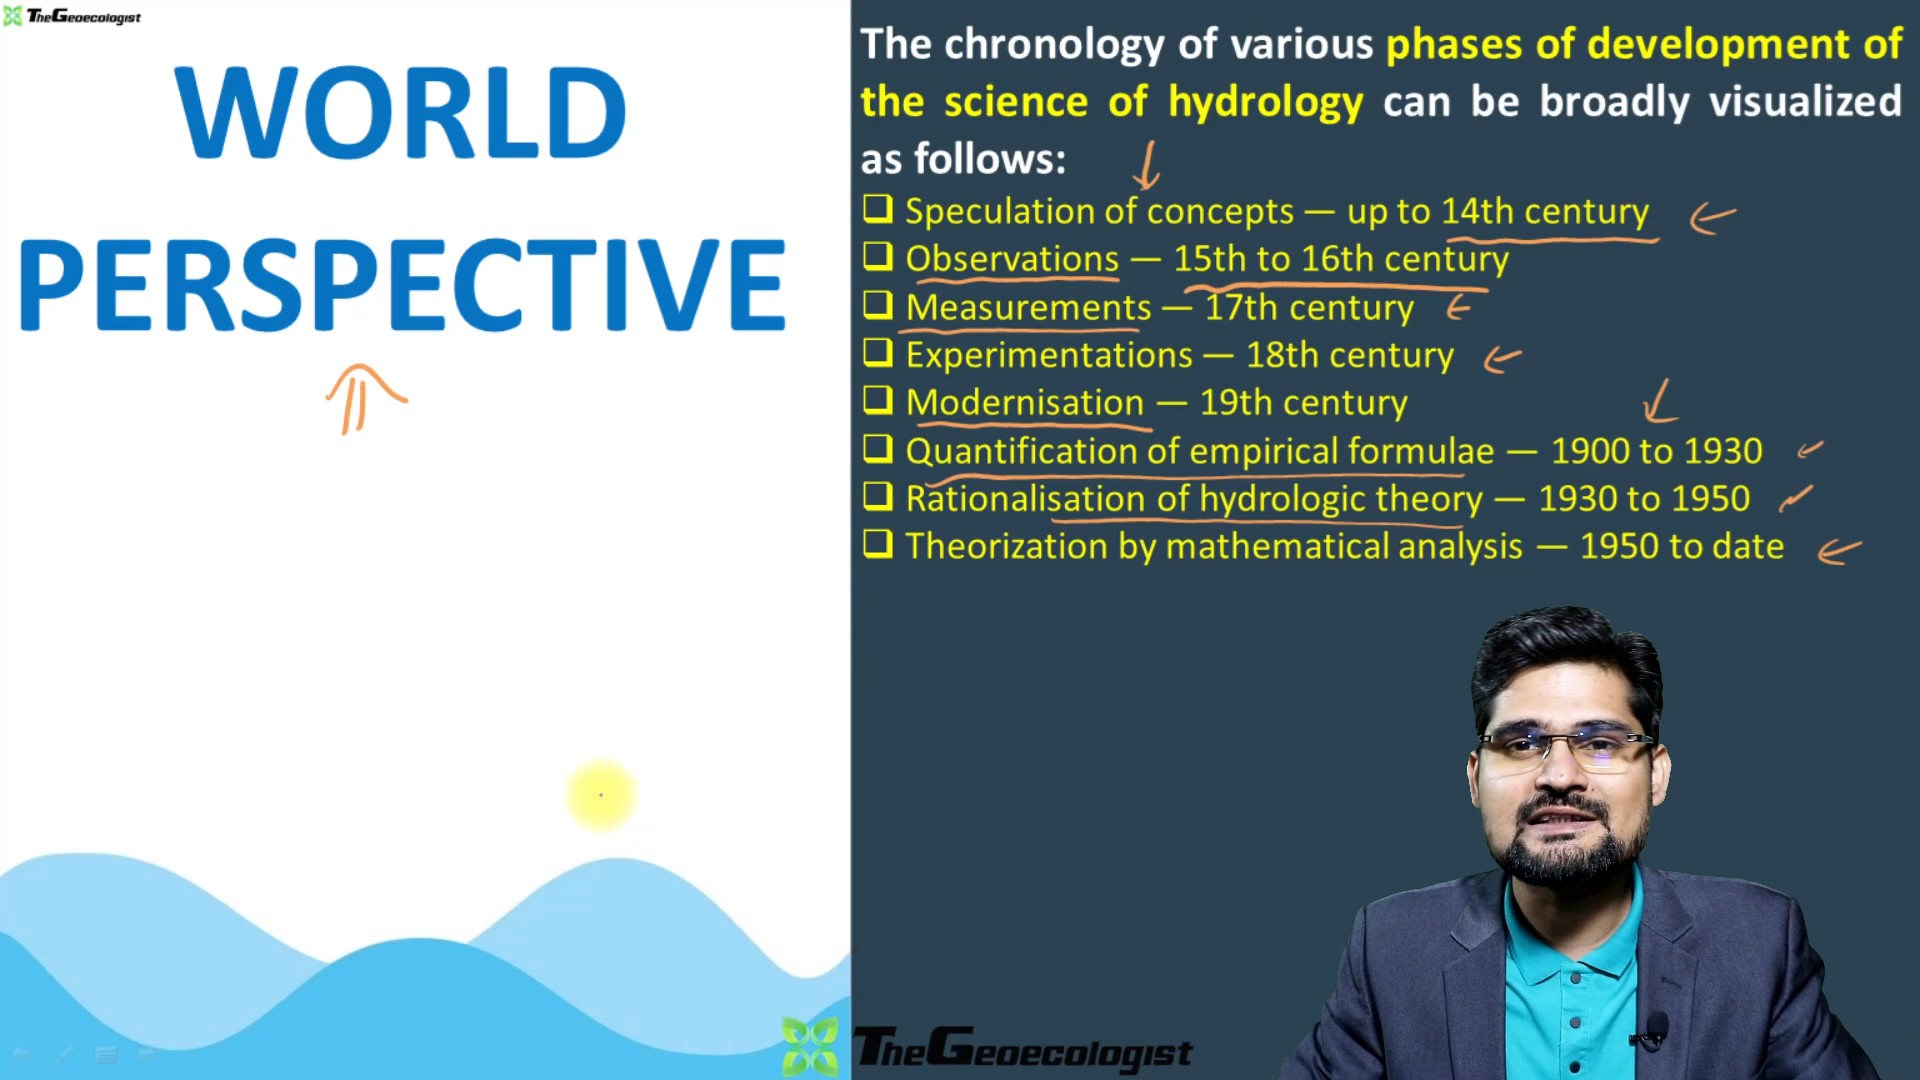 TheGeoecologist
WORLD
PERSPECTIVE
The chronology of various phases of development of
the science of hydrology can be broadly visualized
as follows:
Speculation of concepts — up to 14th century
Observations — 15th to 16th century
Measurements — 17th century
Experimentations — 18th century
Modernisation — 19th century
Quantification of empirical formulae — 1900 to 1930
Rationalisation of hydrologic theory — 1930 to 1950
Theorization by mathematical analysis — 1950 to date
TheGeoecologist